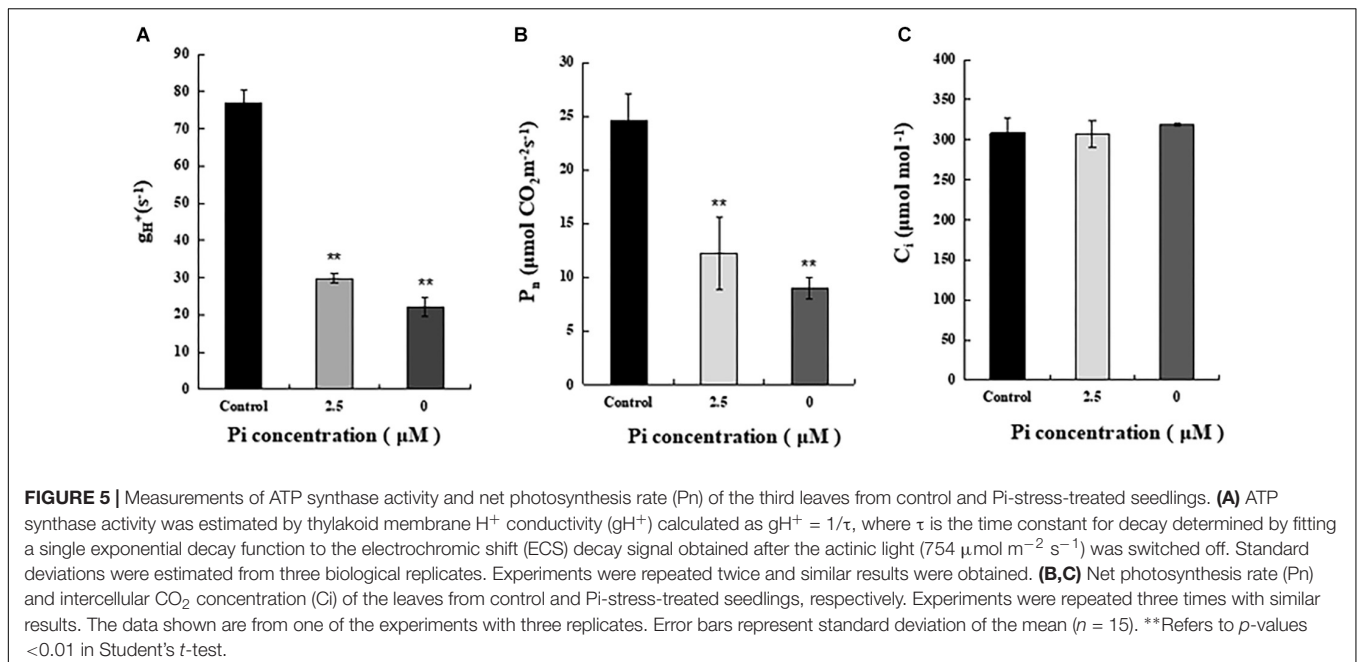 A
90
80
70
60
50
40
30
20
10
0
gH⁺(s⁻¹)
**
**
Control 2.5 0
Pi concentration ( μM )
B
30
25
20
15
10
5
0
Pn (μmol CO₂m⁻²s⁻¹)
**
**
Control 2.5 0
Pi concentration ( μM )
C
400
350
300
250
200
150
100
50
0
Ci (μmol mol⁻¹)
Control 2.5 0
Pi concentration ( μM )
FIGURE 5 | Measurements of ATP synthase activity and net photosynthesis rate (Pn) of the third leaves from control and Pi-stress-treated seedlings. (A) ATP
synthase activity was estimated by thylakoid membrane H⁺ conductivity (gH⁺) calculated as gH⁺ = 1/τ, where τ is the time constant for decay determined by fitting
a single exponential decay function to the electrochromic shift (ECS) decay signal obtained after the actinic light (754 μmol m⁻² s⁻¹) was switched off. Standard
deviations were estimated from three biological replicates. Experiments were repeated twice and similar results were obtained. (B,C) Net photosynthesis rate (Pn)
and intercellular CO₂ concentration (Ci) of the leaves from control and Pi-stress-treated seedlings, respectively. Experiments were repeated three times with similar
results. The data shown are from one of the experiments with three replicates. Error bars represent standard deviation of the mean (n = 15). **Refers to p-values
<0.01 in Student's t-test.